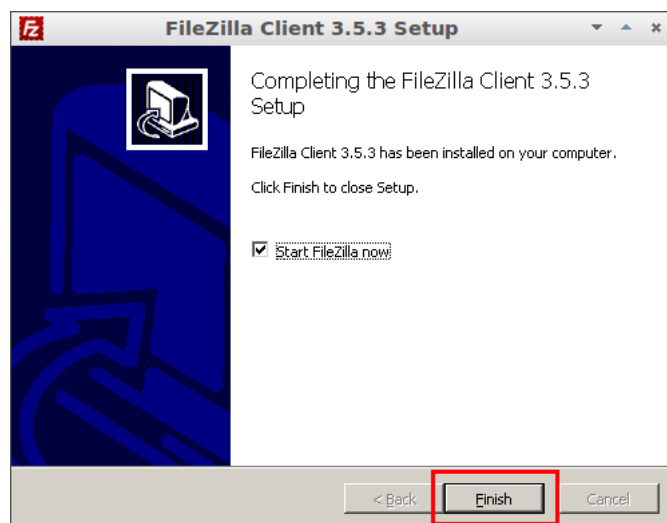 FileZilla Client 3.5.3 Setup
Completing the FileZilla Client 3.5.3
Setup
FileZilla Client 3.5.3 has been installed on your computer.
Click Finish to close Setup.
Start FileZilla now
< Back Finish Cancel